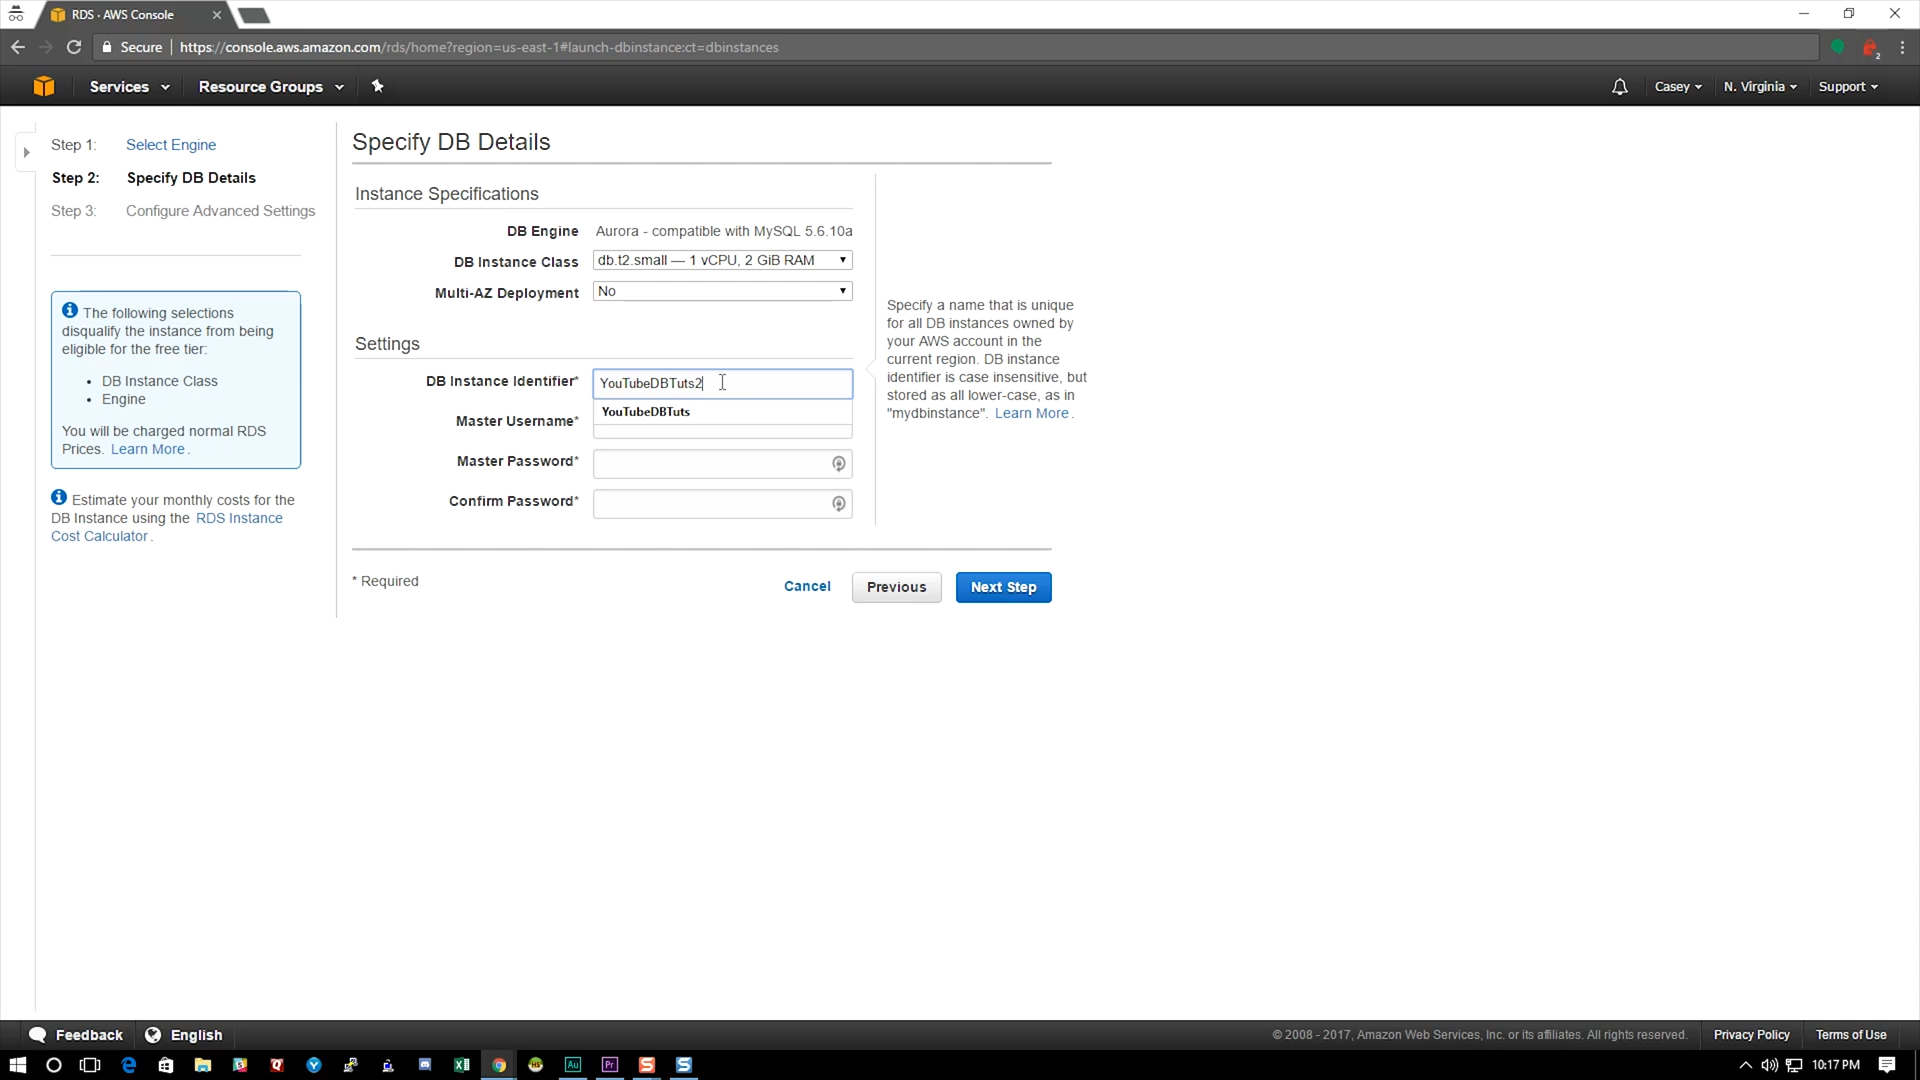 RDS · AWS Console
Secure
https://console.aws.amazon.com/rds/home?region=us-east-1#launch-dbinstance:ct=dbinstances
2
Services
Resource Groups
Casey
N. Virginia
Support
Step 1: Select Engine
Step 2: Specify DB Details
Step 3: Configure Advanced Settings
The following selections
disqualify the instance from being
eligible for the free tier:
DB Instance Class
Engine
You will be charged normal RDS
Prices. Learn More.
Estimate your monthly costs for the
DB Instance using the RDS Instance
Cost Calculator.
Specify DB Details
Instance Specifications
DB Engine Aurora - compatible with MySQL 5.6.10a
DB Instance Class db.t2.small — 1 vCPU, 2 GiB RAM
Multi-AZ Deployment No
Settings
DB Instance Identifier* YouTubeDBTuts2
YouTubeDBTuts
Master Username*
Master Password*
Confirm Password*
Specify a name that is unique
for all DB instances owned by
your AWS account in the
current region. DB instance
identifier is case insensitive, but
stored as all lower-case, as in
"mydbinstance". Learn More.
* Required
Cancel
Previous
Next Step
Feedback
English
© 2008 - 2017, Amazon Web Services, Inc. or its affiliates. All rights reserved.
Privacy Policy
Terms of Use
Au
Pr
10:17 PM